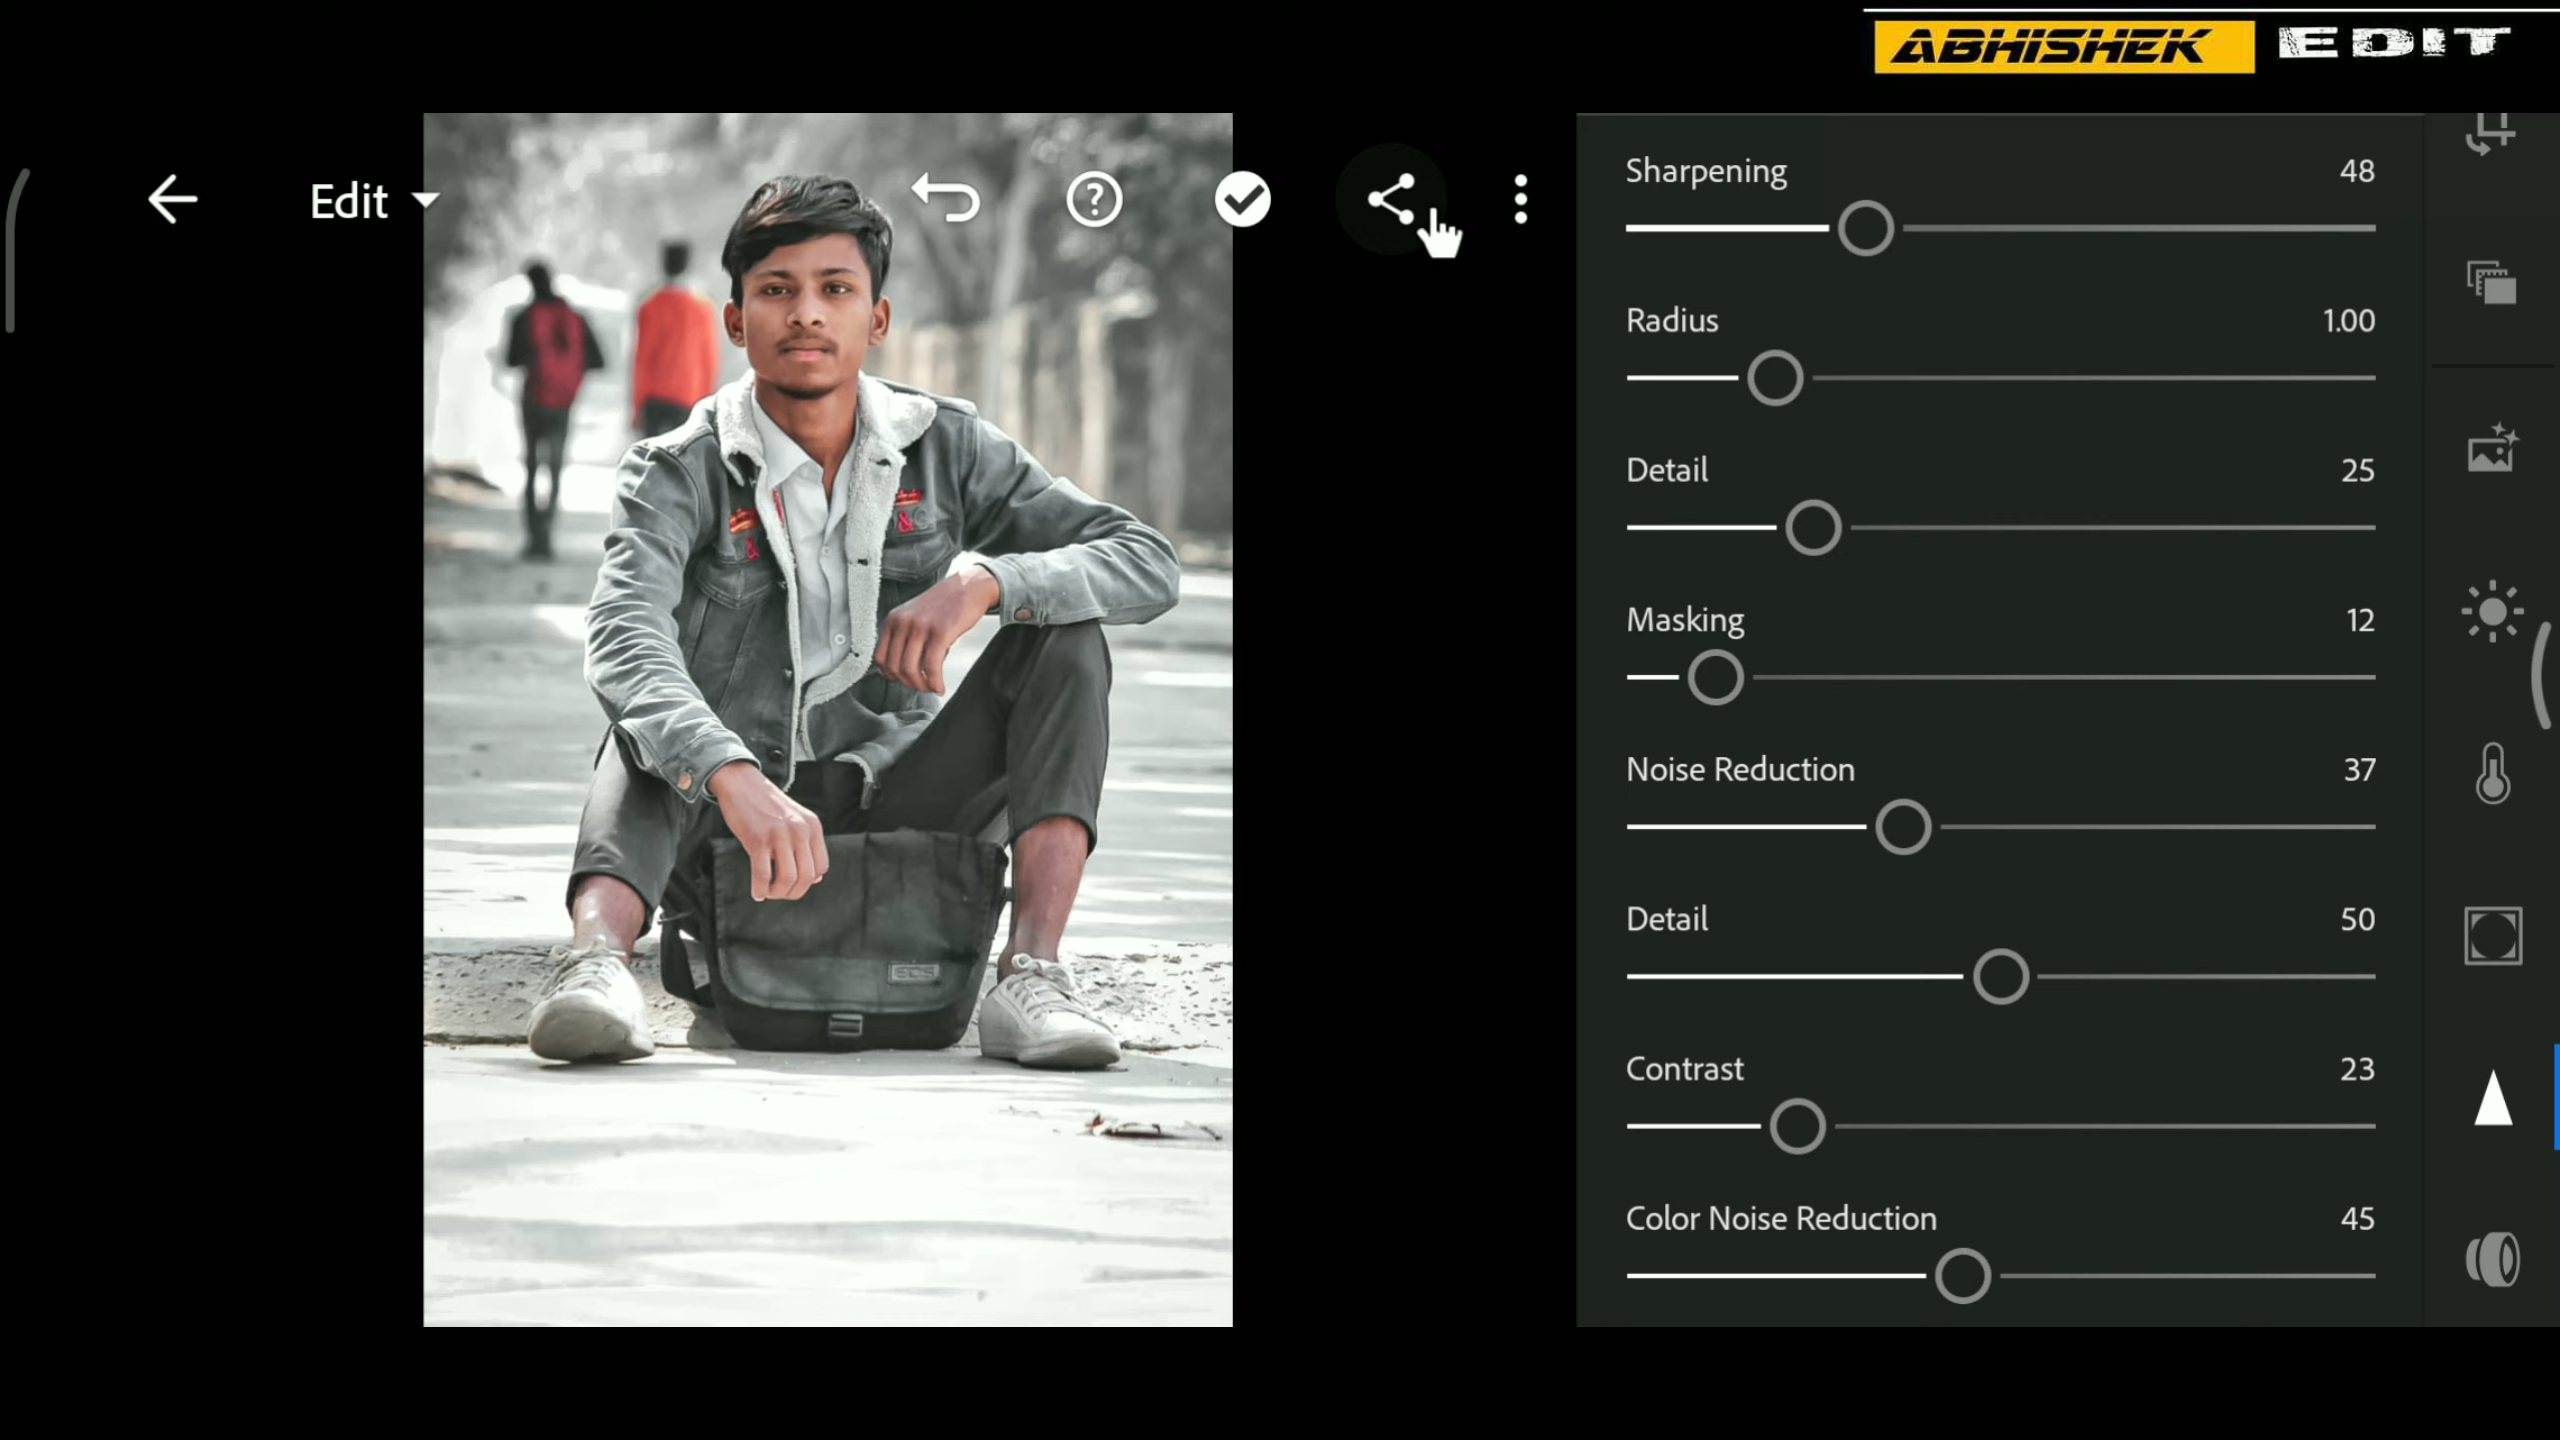 ABHISHEK EDIT
Edit
Sharpening 48
Radius 1.00
Detail 25
Masking 12
Noise Reduction 37
Detail 50
Contrast 23
Color Noise Reduction 45
&
&
EOS